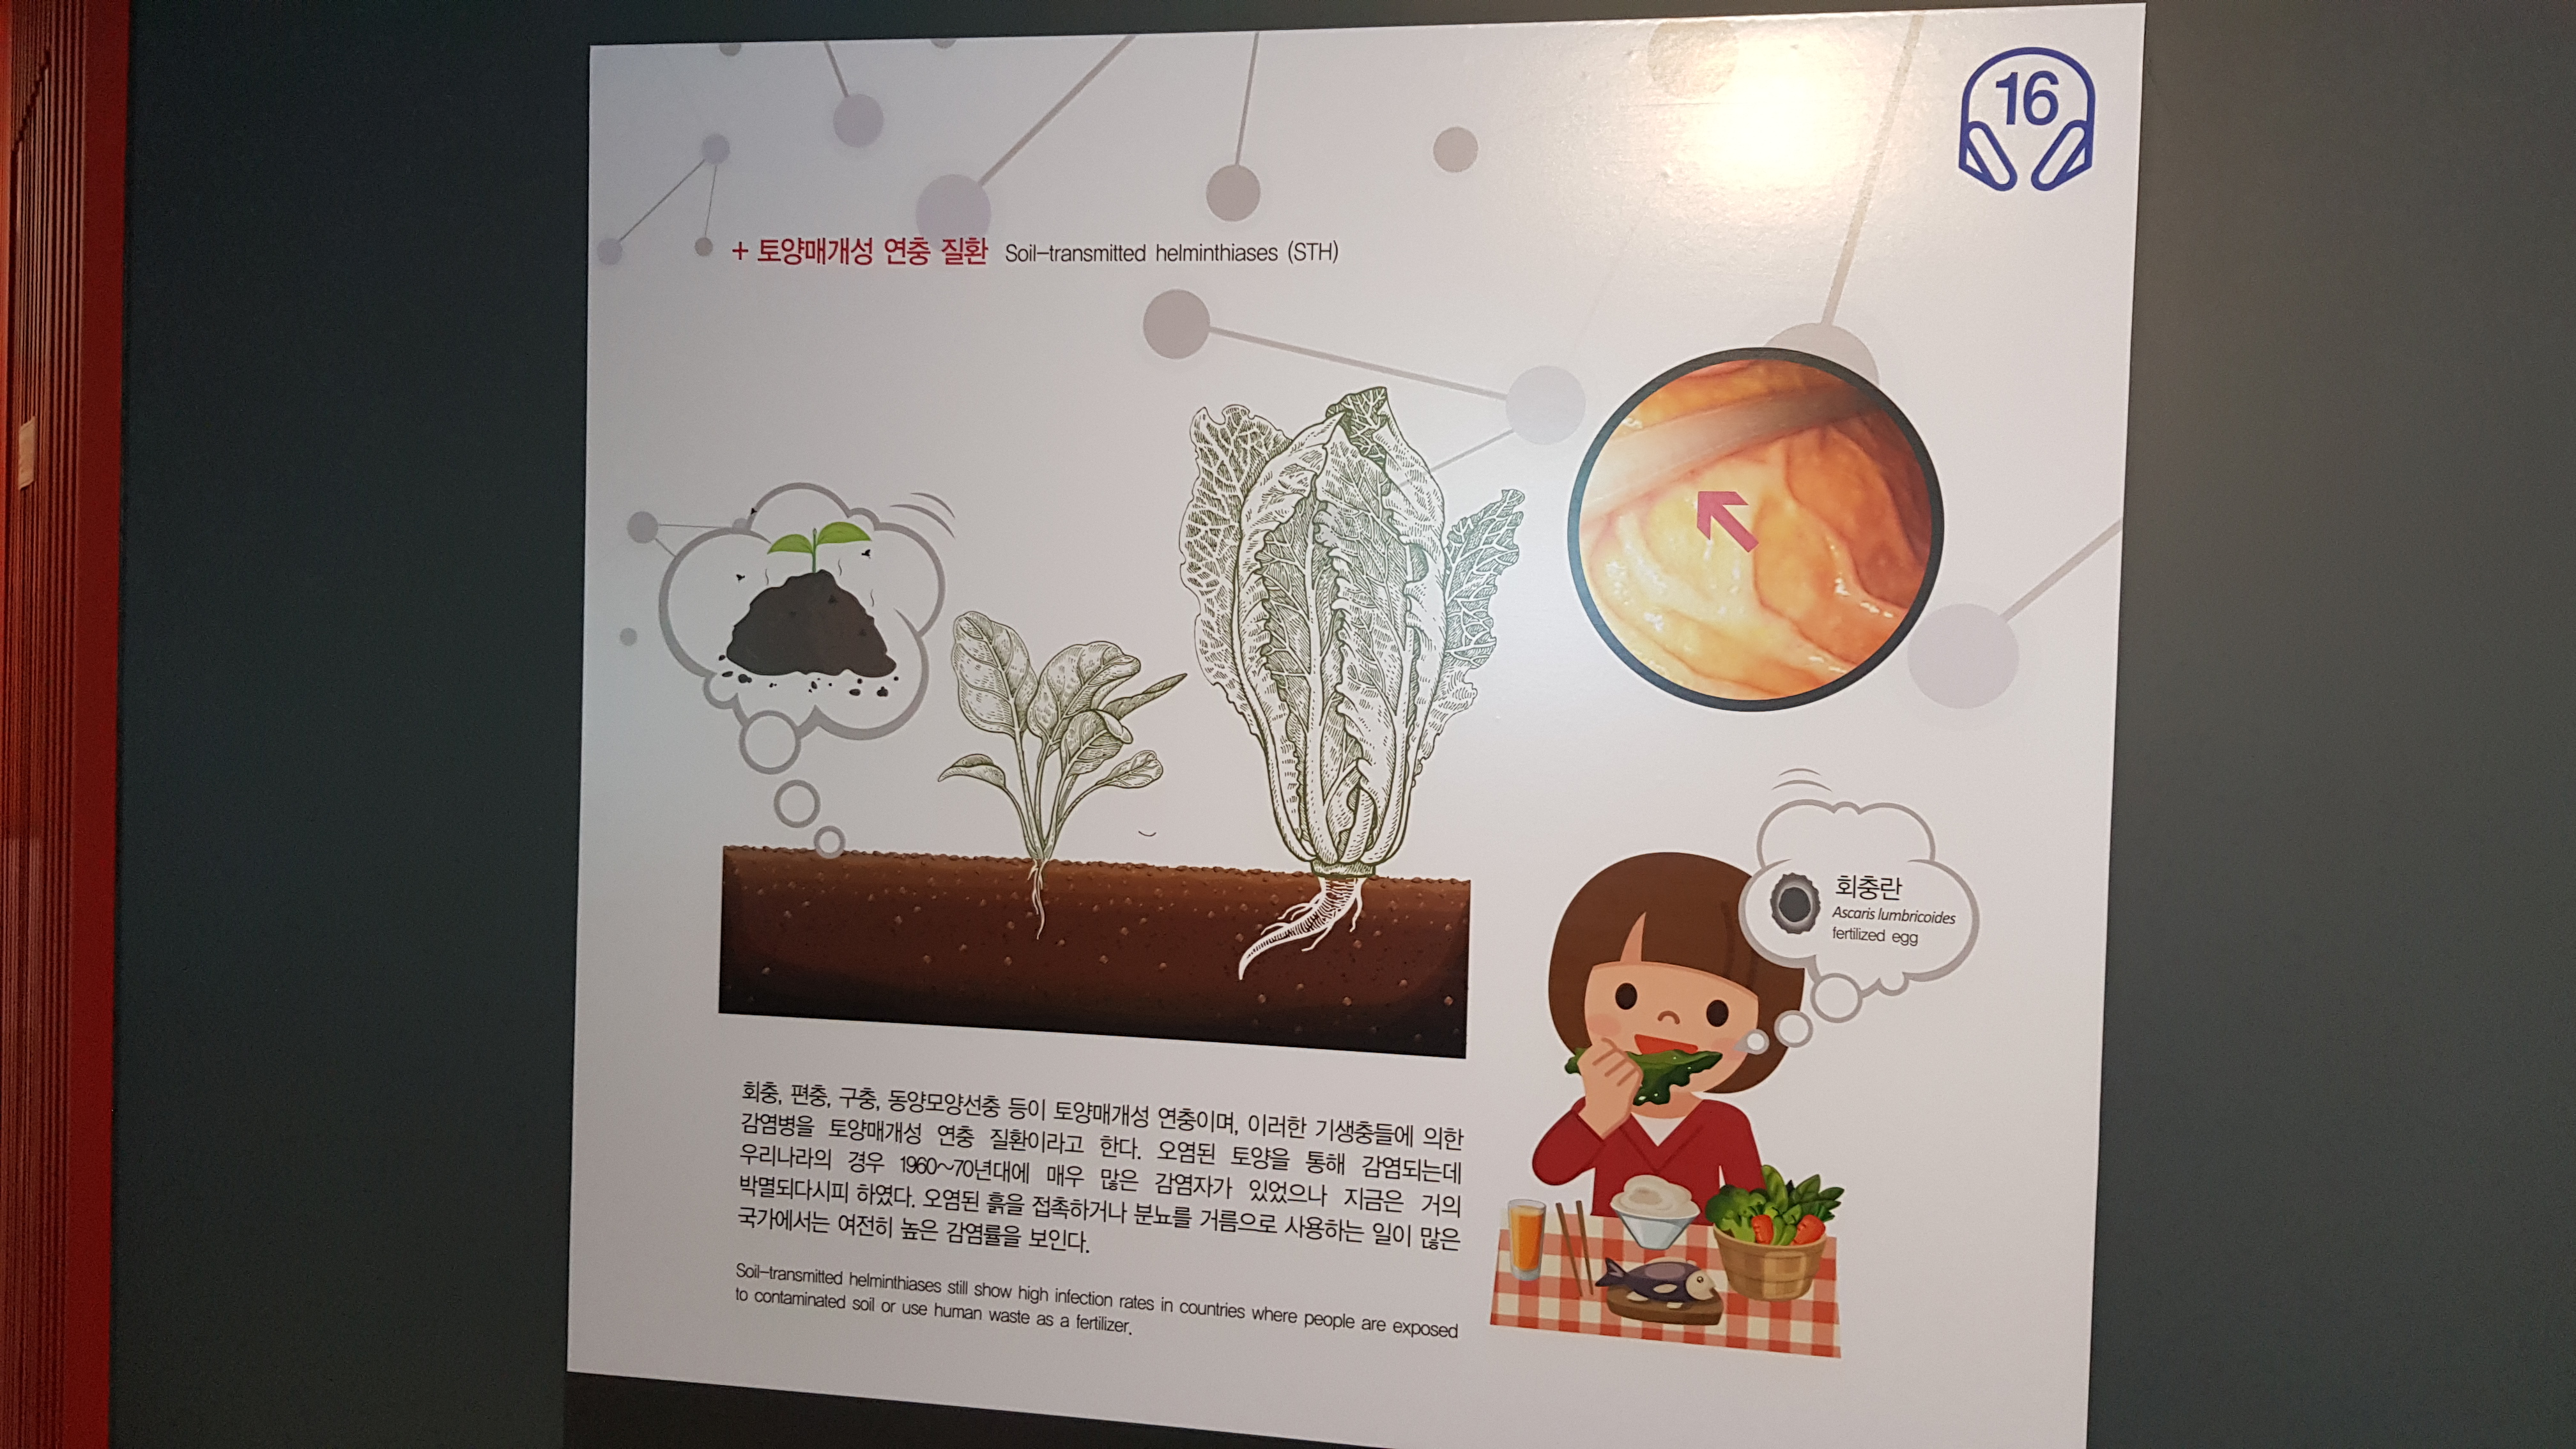 16
+ 토양매개성 연충 질환 Soil-transmitted helminthiases (STH)
회충란
Ascaris lumbricoides
fertilized egg
회충, 편충, 구충, 동양모양선충 등이 토양매개성 연충이며, 이러한 기생충들에 의한
감염병을 토양매개성 연충 질환이라고 한다. 오염된 토양을 통해 감염되는데
우리나라의 경우 1960~70년대에 매우 많은 감염자가 있었으나 지금은 거의
박멸되다시피 하였다. 오염된 흙을 접촉하거나 분뇨를 거름으로 사용하는 일이 많은
국가에서는 여전히 높은 감염률을 보인다.
Soil-transmitted helminthiases still show high infection rates in countries where people are exposed
to contaminated soil or use human waste as a fertilizer.